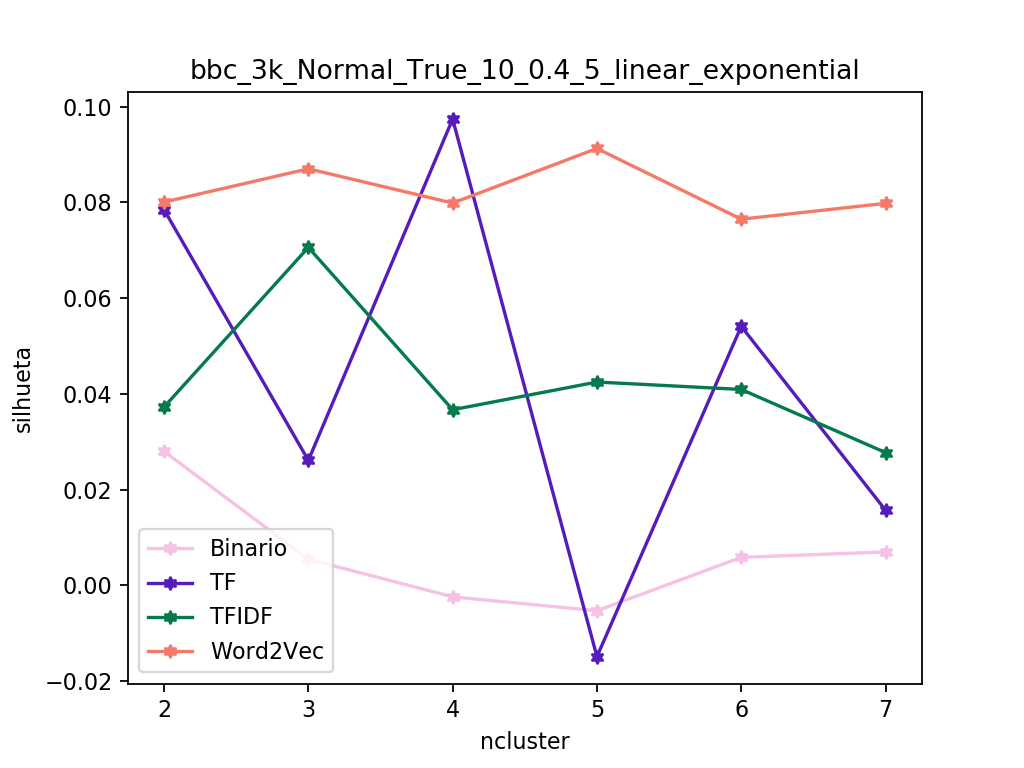 bbc_3k_Normal_True_10_0.4_5_linear_exponential
0.10
0.08
0.06
0.04
0.02
0.00
−0.02
silhueta
Binario
TF
TFIDF
Word2Vec
2 3 4 5 6 7
ncluster